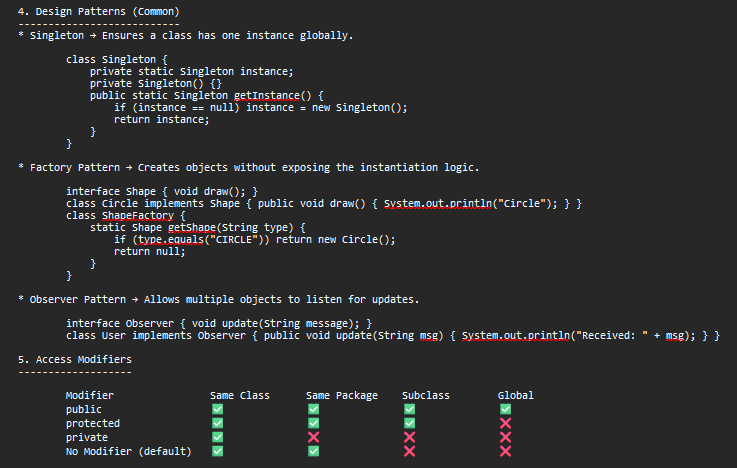 4. Design Patterns (Common)
---------------------------
* Singleton → Ensures a class has one instance globally.
class Singleton {
private static Singleton instance;
private Singleton() {}
public static Singleton getInstance() {
if (instance == null) instance = new Singleton();
return instance;
}
}
* Factory Pattern → Creates objects without exposing the instantiation logic.
interface Shape { void draw(); }
class Circle implements Shape { public void draw() { System.out.println("Circle"); } }
class ShapeFactory {
static Shape getShape(String type) {
if (type.equals("CIRCLE")) return new Circle();
return null;
}
}
* Observer Pattern → Allows multiple objects to listen for updates.
interface Observer { void update(String message); }
class User implements Observer { public void update(String msg) { System.out.println("Received: " + msg); } }
5. Access Modifiers
-------------------
Modifier Same Class Same Package Subclass Global
public ✅ ✅ ✅ ✅
protected ✅ ✅ ✅ ❌
private ✅ ❌ ❌ ❌
No Modifier (default) ✅ ✅ ❌ ❌